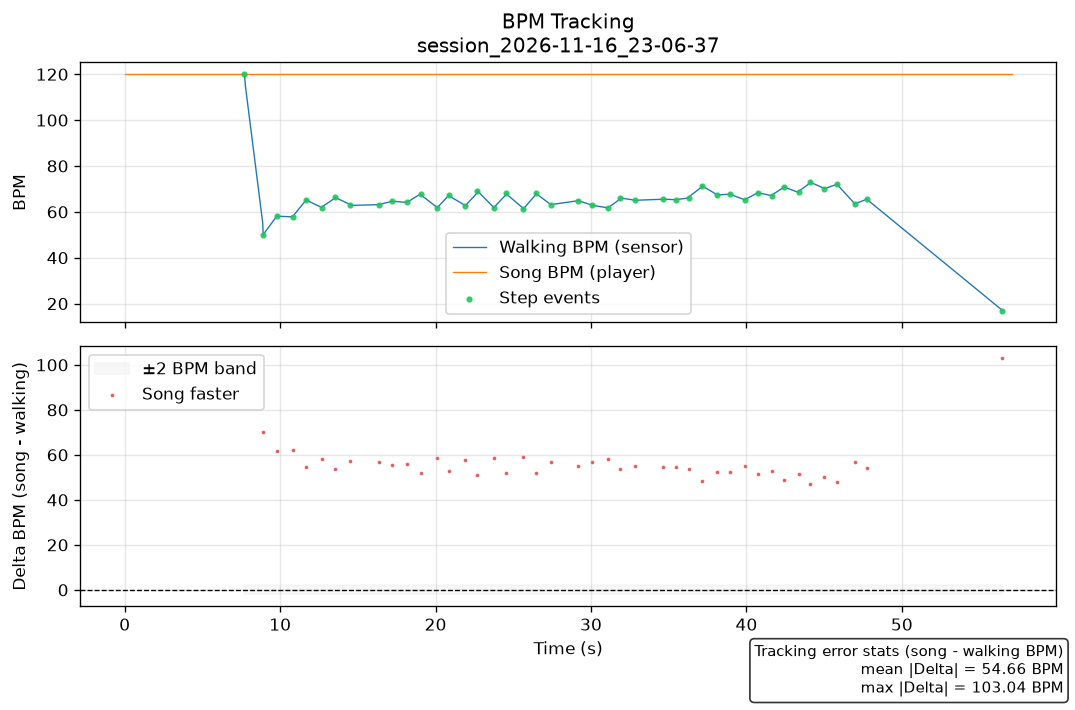 BPM Tracking
session_2026-11-16_23-06-37
120
100
80
60
40
20
BPM
Walking BPM (sensor)
Song BPM (player)
Step events
100
80
60
40
20
0
Delta BPM (song - walking)
±2 BPM band
Song faster
0
10
20
30
40
50
Time (s)
Tracking error stats (song - walking BPM)
mean |Delta| = 54.66 BPM
max |Delta| = 103.04 BPM